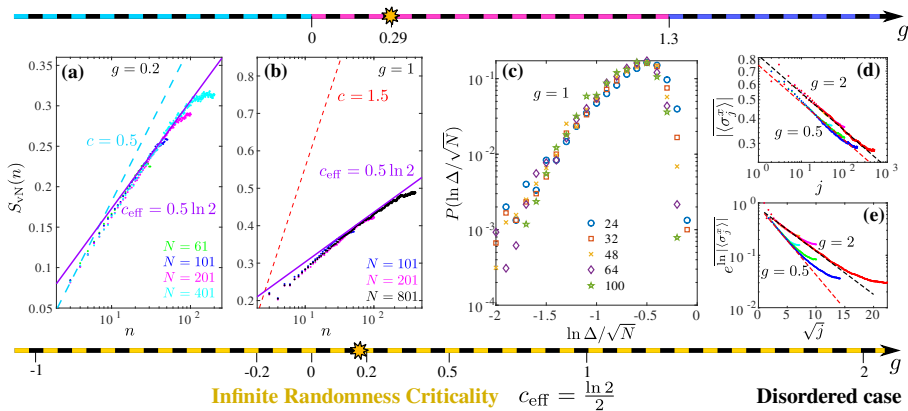 0
0.29
1.3
g
(a)
g = 0.2
c = 0.5
c_eff = 0.5 ln 2
N = 61
N = 101
N = 201
N = 401
S_vN(n)
0.35
0.3
0.25
0.2
0.15
0.1
0.05
10^1
10^2
n
(b)
g = 1
c = 1.5
c_eff = 0.5 ln 2
N = 101
N = 201
N = 801
0.8
0.7
0.6
0.5
0.4
0.3
0.2
10^1
10^2
n
(c)
g = 1
24
32
48
64
100
P(ln Δ/√N)
10^-1
10^-2
10^-3
10^-4
-2
-1.5
-1
-0.5
0
ln Δ/√N
(d)
g = 2
g = 0.5
|⟨σ_j^x⟩|
0.8
0.6
0.4
0.3
10^0
10^1
10^2
10^3
j
(e)
g = 2
g = 0.5
e^{ln |⟨σ_j^x⟩|}
10^0
10^-1
10^-2
0
5
10
15
20
√j
-1
-0.2
0
0.2
0.5
1
2
g
Infinite Randomness Criticality c_eff = ln 2/2 Disordered case